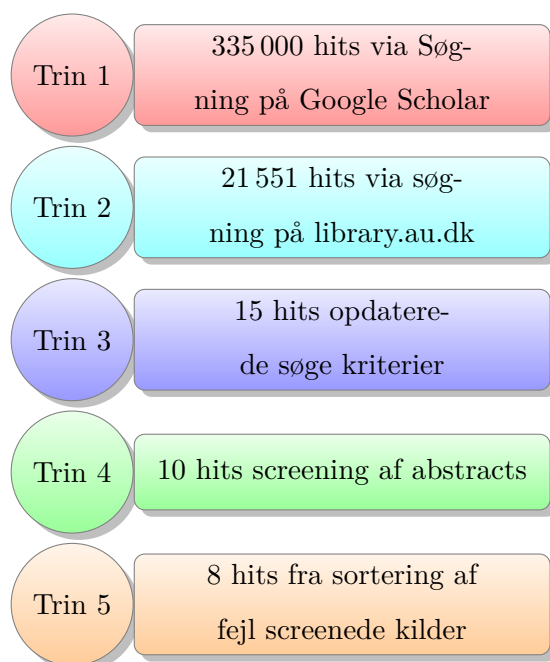 Trin 1
335 000 hits via Søg-
ning på Google Scholar
Trin 2
21 551 hits via søg-
ning på library.au.dk
Trin 3
15 hits opdatere-
de søge kriterier
Trin 4
10 hits screening af abstracts
Trin 5
8 hits fra sortering af
fejl screenede kilder